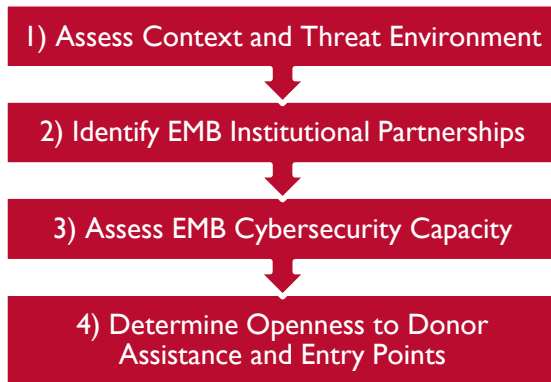 1) Assess Context and Threat Environment
2) Identify EMB Institutional Partnerships
3) Assess EMB Cybersecurity Capacity
4) Determine Openness to Donor
Assistance and Entry Points